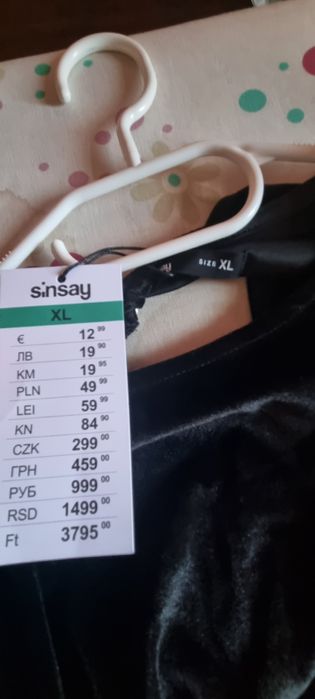 SIZE XL
sinsay
XL
€ 12 99
ЛВ 19 90
KM 19 95
PLN 49 99
LEI 59 99
KN 84 90
CZK 299 00
ГРН 459 00
РУБ 999 00
RSD 1499 00
Ft 3795 00